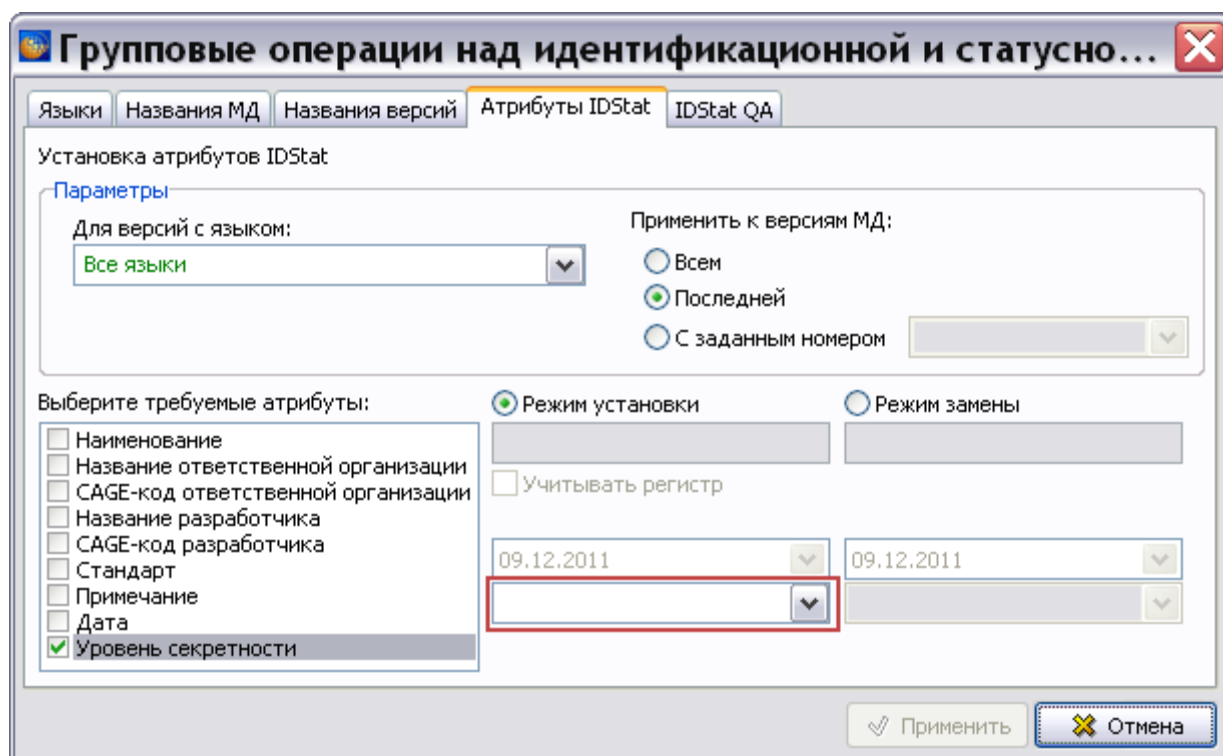 Групповые операции над идентификационной и статусно...
Языки Названия МД Названия версий Атрибуты IDStat IDStat QA
Установка атрибутов IDStat
Параметры
Для версий с языком:
Все языки
Применить к версиям МД:
Всем
Последней
С заданным номером
Выберите требуемые атрибуты:
Наименование
Название ответственной организации
CAGE-код ответственной организации
Название разработчика
CAGE-код разработчика
Стандарт
Примечание
Дата
Уровень секретности
Режим установки
Режим замены
Учитывать регистр
09.12.2011
09.12.2011
Применить
Отмена